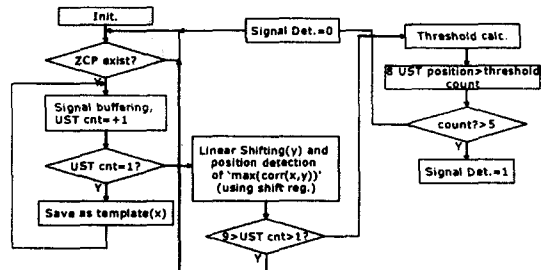 Init.
ZCP exist?
Y
Signal buffering,
UST cnt=+1
UST cnt=1?
Y
Save as template(x)
Signal Det.=0
Linear Shifting(y) and
position detection
of `max(corr(x,y))'
(using shift reg.)
9>UST cnt>1?
Y
Threshold calc.
8 UST position>threshold
count
count?>5
Y
Signal Det.=1